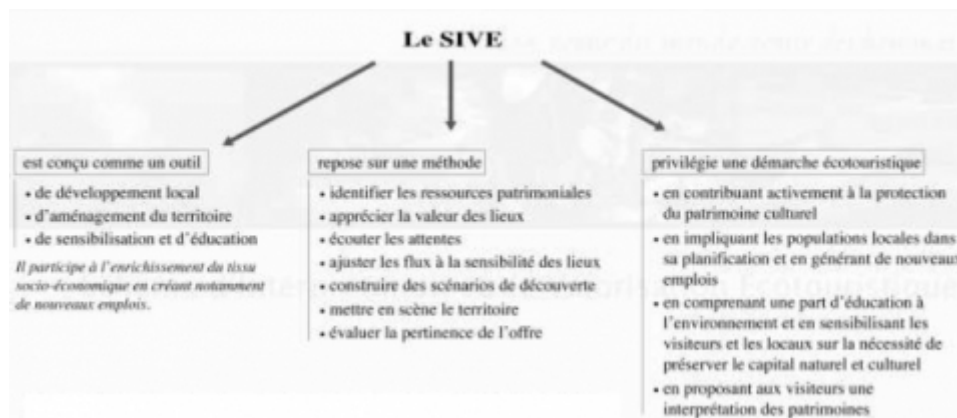 Le SIVE
est conçu comme un outil
• de développement local
• d'aménagement du territoire
• de sensibilisation et d'éducation
Il participe à l'enrichissement du tissu
socio-économique en créant notamment
de nouveaux emplois.
repose sur une méthode
• identifier les ressources patrimoniales
• apprécier la valeur des lieux
• écouter les attentes
• ajuster les flux à la sensibilité des lieux
• construire des scénarios de découverte
• mettre en scène le territoire
• évaluer la pertinence de l'offre
privilégie une démarche écotouristique
• en contribuant activement à la protection
du patrimoine culturel
• en impliquant les populations locales dans
sa planification et en générant de nouveaux
emplois
• en comprenant une part d'éducation à
l'environnement et en sensibilisant les
visiteurs et les locaux sur la nécessité de
préserver le capital naturel et culturel
• en proposant aux visiteurs une
interprétation des patrimoines